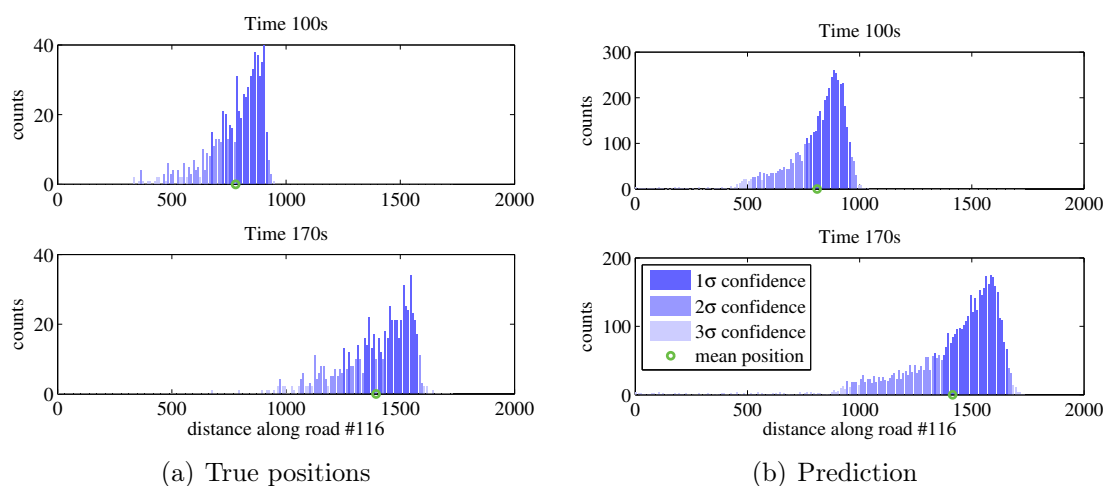 Time 100s
counts
40
20
0
0 500 1000 1500 2000
Time 170s
counts
40
20
0
0 500 1000 1500 2000
distance along road #116
(a) True positions
Time 100s
counts
300
200
100
0
0 500 1000 1500 2000
Time 170s
counts
200
100
0
1σ confidence
2σ confidence
3σ confidence
mean position
0 500 1000 1500 2000
distance along road #116
(b) Prediction